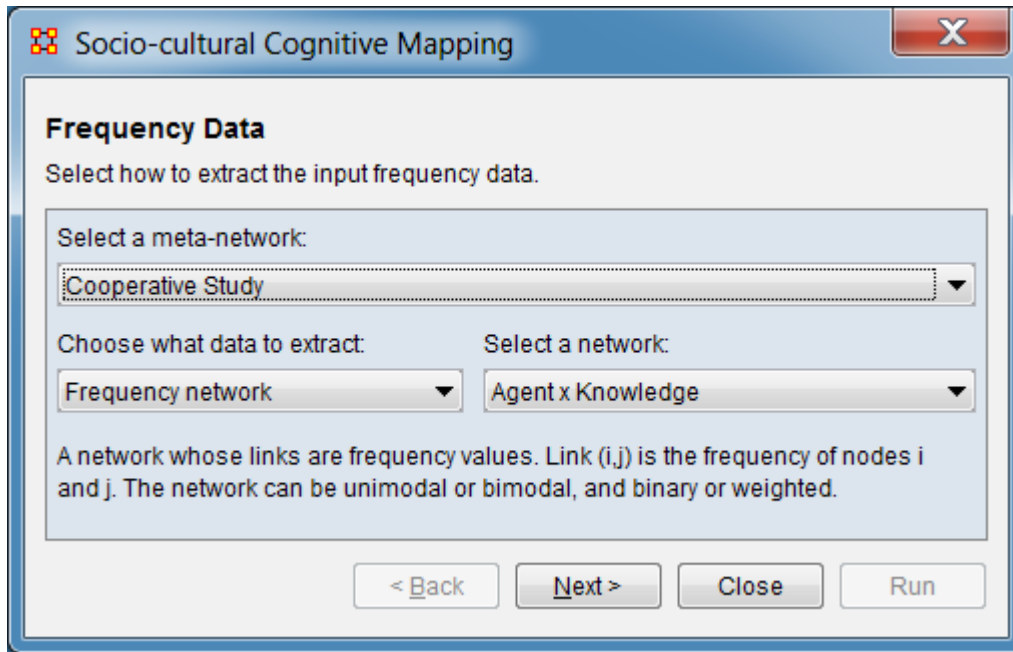 Socio-cultural Cognitive Mapping
Frequency Data
Select how to extract the input frequency data.
Select a meta-network:
Cooperative Study
Choose what data to extract: Select a network:
Frequency network Agent x Knowledge
A network whose links are frequency values. Link (i,j) is the frequency of nodes i
and j. The network can be unimodal or bimodal, and binary or weighted.
< Back Next > Close Run